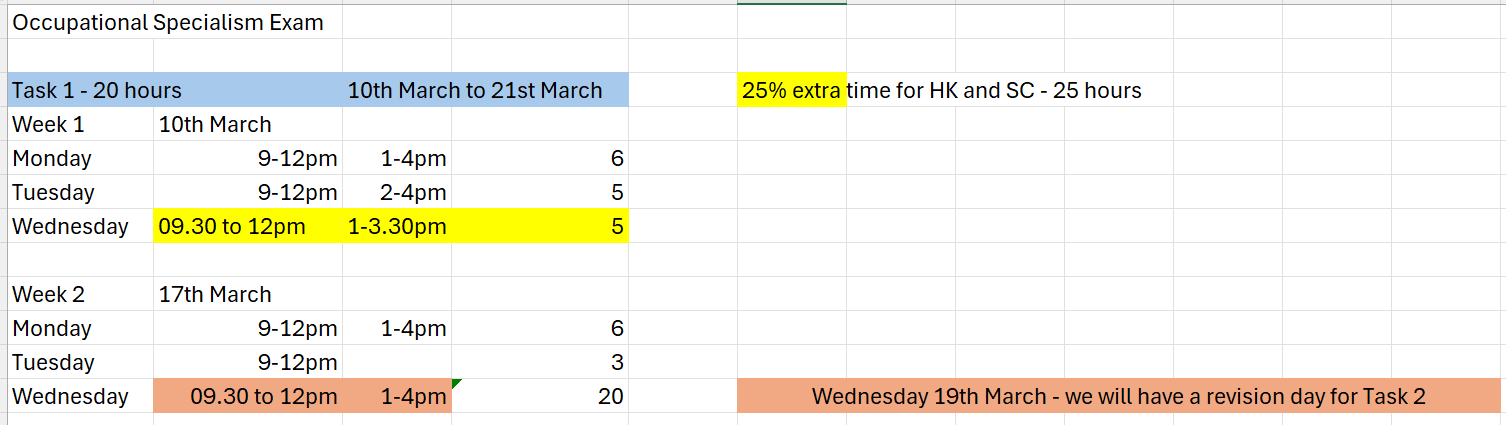 Occupational Specialism Exam
Task 1 - 20 hours 10th March to 21st March 25% extra time for HK and SC - 25 hours
Week 1 10th March
Monday 9-12pm 1-4pm 6
Tuesday 9-12pm 2-4pm 5
Wednesday 09.30 to 12pm 1-3.30pm 5
Week 2 17th March
Monday 9-12pm 1-4pm 6
Tuesday 9-12pm 3
Wednesday 09.30 to 12pm 1-4pm 20 Wednesday 19th March - we will have a revision day for Task 2